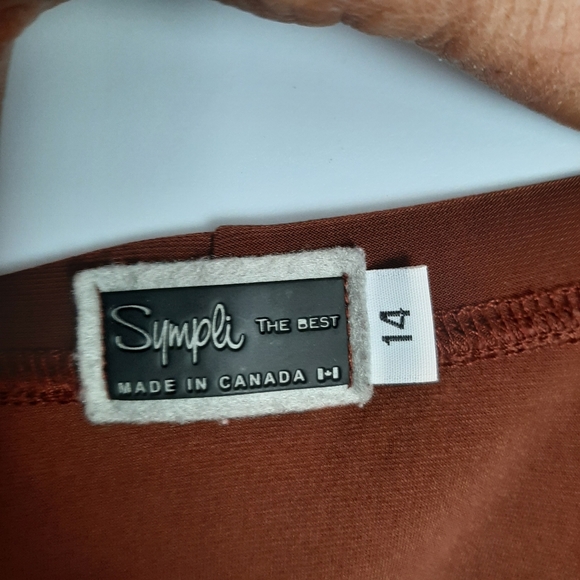 Sympli THE BEST
MADE IN CANADA
14